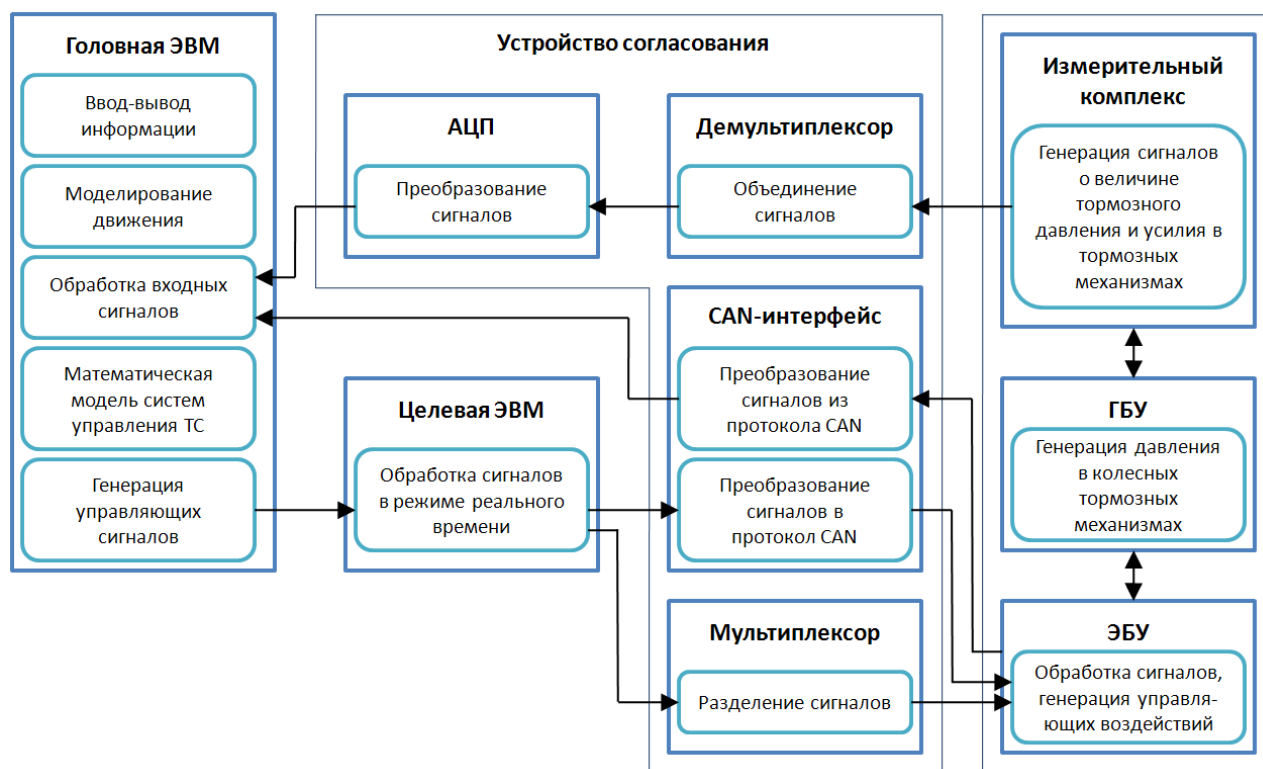 Головная ЭВМ
Ввод-вывод
информации
Моделирование
движения
Обработка входных
сигналов
Математическая
модель систем
управления ТС
Генерация
управляющих
сигналов
Устройство согласования
АЦП
Преобразование
сигналов
Демультиплексор
Объединение
сигналов
Целевая ЭВМ
Обработка сигналов
в режиме реального
времени
CAN-интерфейс
Преобразование
сигналов из
протокола CAN
Преобразование
сигналов в
протокол CAN
Мультиплексор
Разделение сигналов
Измерительный
комплекс
Генерация сигналов
о величине
тормозного
давления и усилия в
тормозных
механизмах
ГБУ
Генерация давления
в колесных
тормозных
механизмах
ЭБУ
Обработка сигналов,
генерация управля-
ющих воздействий